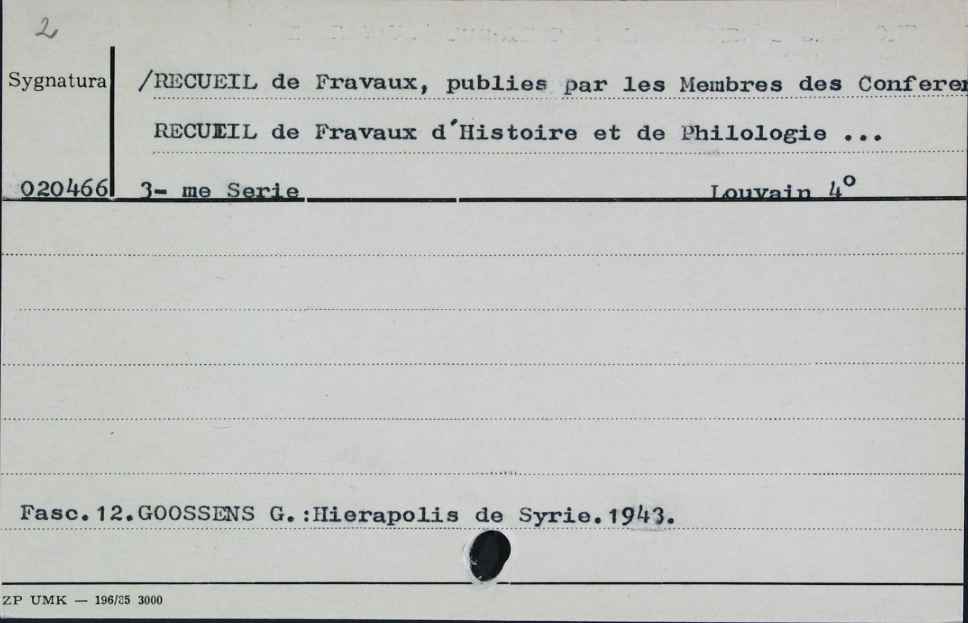 2
Sygnatura /RECUEIL de Fravaux, publies par les Membres des Conferen
RECUEIL de Fravaux d'Histoire et de Philologie ...
020466 3- me Serie Louvain 4°
Fasc.12.GOOSSENS G.:Hierapolis de Syrie.1943.
ZP UMK — 196/85 3000